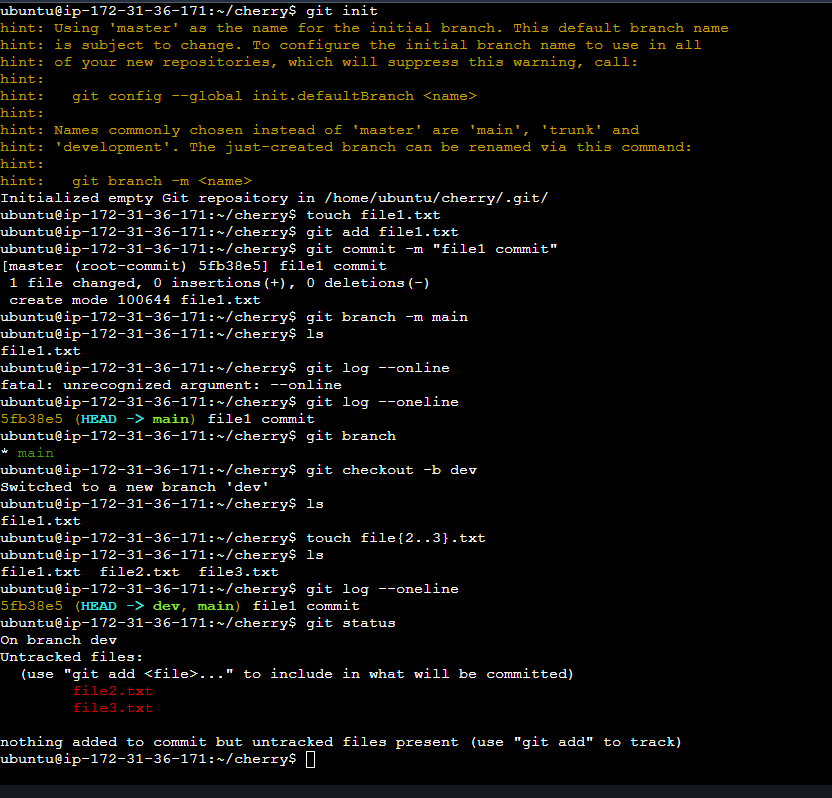 ubuntu@ip-172-31-36-171:~/cherry$ git init
hint: Using 'master' as the name for the initial branch. This default branch name
hint: is subject to change. To configure the initial branch name to use in all
hint: of your new repositories, which will suppress this warning, call:
hint:
hint:   git config --global init.defaultBranch <name>
hint:
hint: Names commonly chosen instead of 'master' are 'main', 'trunk' and
hint: 'development'. The just-created branch can be renamed via this command:
hint:
hint:   git branch -m <name>
Initialized empty Git repository in /home/ubuntu/cherry/.git/
ubuntu@ip-172-31-36-171:~/cherry$ touch file1.txt
ubuntu@ip-172-31-36-171:~/cherry$ git add file1.txt
ubuntu@ip-172-31-36-171:~/cherry$ git commit -m "file1 commit"
[master (root-commit) 5fb38e5] file1 commit
 1 file changed, 0 insertions(+), 0 deletions(-)
 create mode 100644 file1.txt
ubuntu@ip-172-31-36-171:~/cherry$ git branch -m main
ubuntu@ip-172-31-36-171:~/cherry$ ls
file1.txt
ubuntu@ip-172-31-36-171:~/cherry$ git log --online
fatal: unrecognized argument: --online
ubuntu@ip-172-31-36-171:~/cherry$ git log --oneline
5fb38e5 (HEAD -> main) file1 commit
ubuntu@ip-172-31-36-171:~/cherry$ git branch
* main
ubuntu@ip-172-31-36-171:~/cherry$ git checkout -b dev
Switched to a new branch 'dev'
ubuntu@ip-172-31-36-171:~/cherry$ ls
file1.txt
ubuntu@ip-172-31-36-171:~/cherry$ touch file{2..3}.txt
ubuntu@ip-172-31-36-171:~/cherry$ ls
file1.txt  file2.txt  file3.txt
ubuntu@ip-172-31-36-171:~/cherry$ git log --oneline
5fb38e5 (HEAD -> dev, main) file1 commit
ubuntu@ip-172-31-36-171:~/cherry$ git status
On branch dev
Untracked files:
  (use "git add <file>..." to include in what will be committed)
        file2.txt
        file3.txt

nothing added to commit but untracked files present (use "git add" to track)
ubuntu@ip-172-31-36-171:~/cherry$